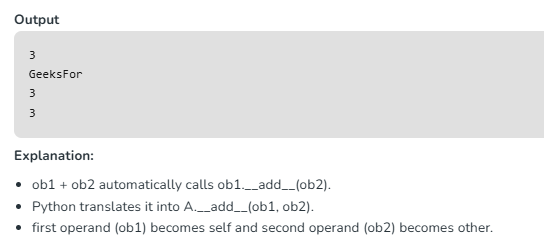 Output
3
GeeksFor
3
3
Explanation:
• ob1 + ob2 automatically calls ob1.__add__(ob2).
• Python translates it into A.__add__(ob1, ob2).
• first operand (ob1) becomes self and second operand (ob2) becomes other.